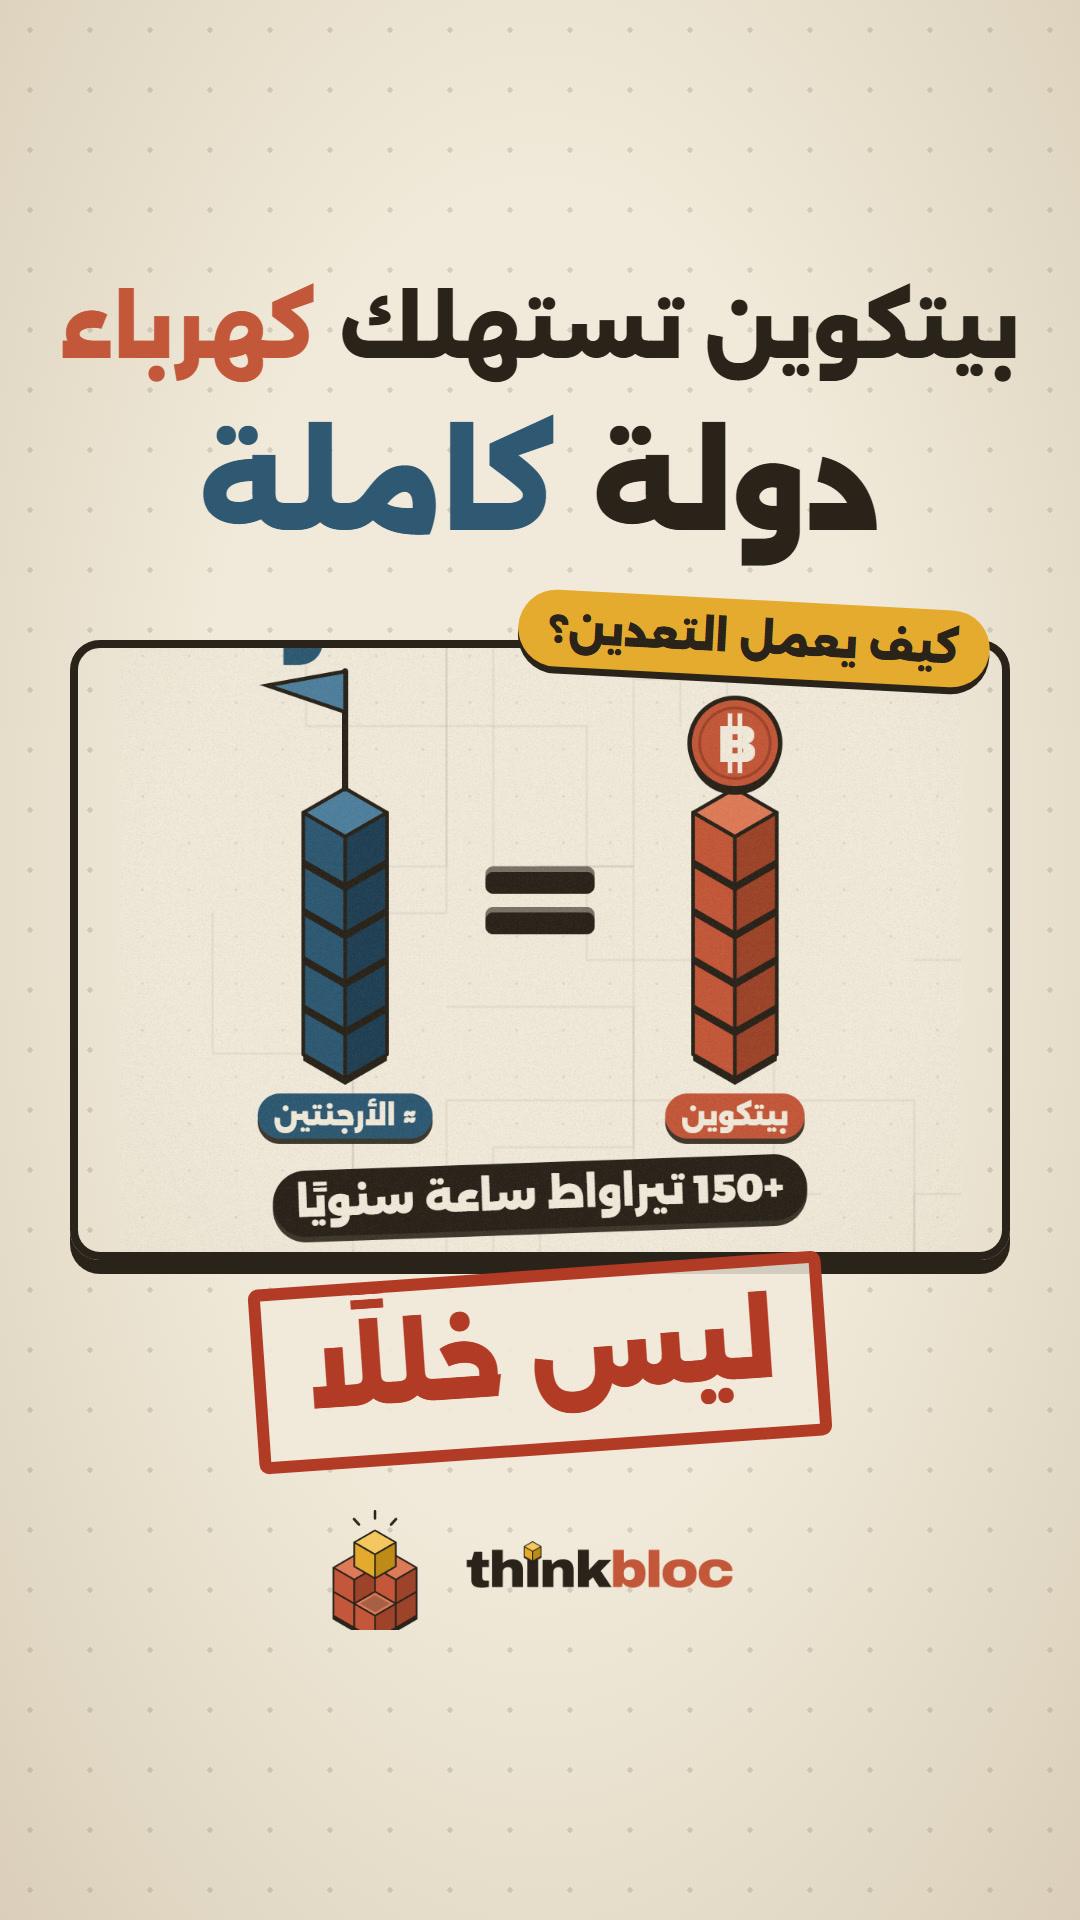 بيتكوين تستهلك كهرباء
دولة كاملة
كيف يعمل التعدين؟
بيتكوين
≈ الأرجنتين
+150 تيراواط ساعة سنويًا
ليس خللًا
thinkbloc